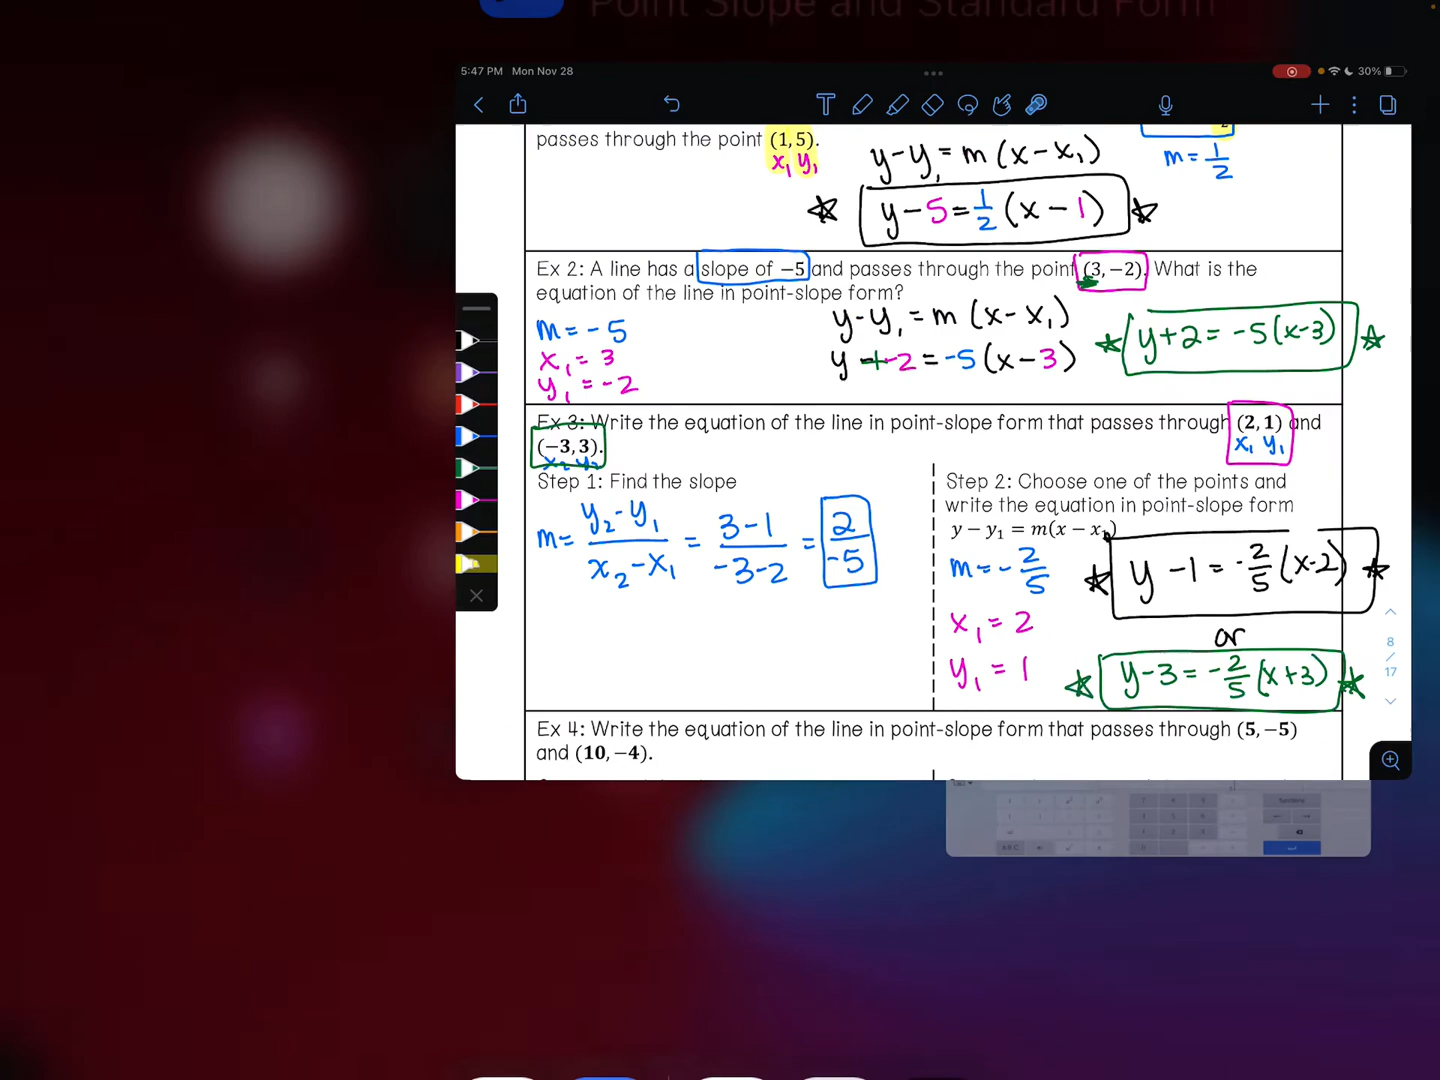 Point Slope and Standard Form
5:47 PM Mon Nov 28
30%
passes through the point (1, 5).
x₁ y₁
y-y₁ = m(x-x₁)
m = 1/2
y-5 = 1/2 (x-1)
Ex 2: A line has a slope of −5 and passes through the point (3, −2). What is the
equation of the line in point-slope form?
m = -5
x₁ = 3
y₁ = -2
y-y₁ = m(x-x₁)
y + -2 = -5(x-3)
y+2 = -5(x-3)
Ex 3: Write the equation of the line in point-slope form that passes through (2, 1) and
x₁ y₁
(−3, 3).
x₂ y₂
Step 1: Find the slope
m = y₂-y₁ / x₂-x₁ = 3-1 / -3-2 = 2 / -5
Step 2: Choose one of the points and
write the equation in point-slope form
y − y₁ = m(x − x₁)
m = - 2/5
x₁ = 2
y₁ = 1
y - 1 = - 2/5 (x-2)
or
y-3 = - 2/5 (x+3)
8
/
17
Ex 4: Write the equation of the line in point-slope form that passes through (5, −5)
and (10, −4).
functions